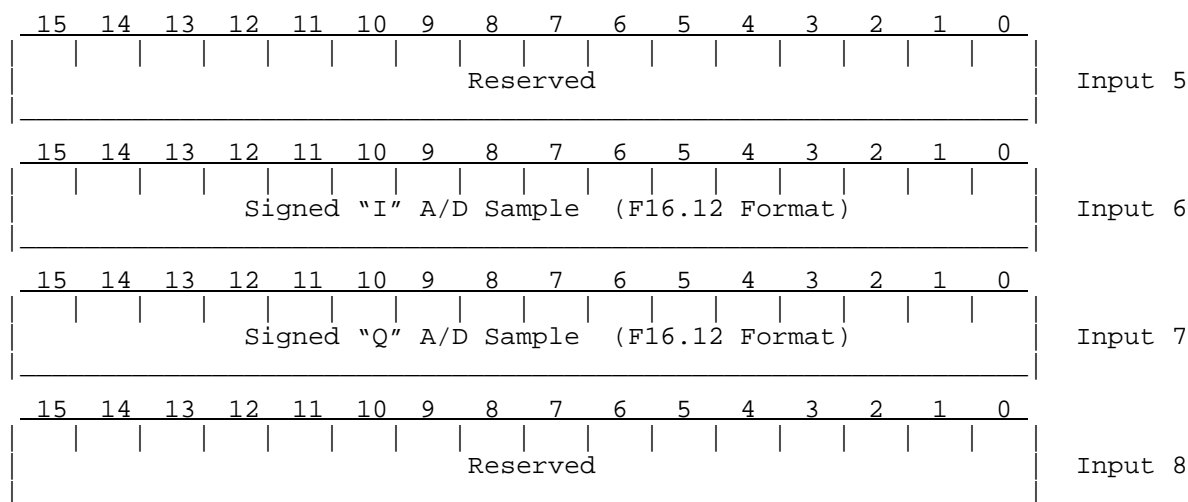 15 14 13 12 11 10 9 8 7 6 5 4 3 2 1 0
Reserved Input 5
15 14 13 12 11 10 9 8 7 6 5 4 3 2 1 0
Signed “I” A/D Sample (F16.12 Format) Input 6
15 14 13 12 11 10 9 8 7 6 5 4 3 2 1 0
Signed “Q” A/D Sample (F16.12 Format) Input 7
15 14 13 12 11 10 9 8 7 6 5 4 3 2 1 0
Reserved Input 8